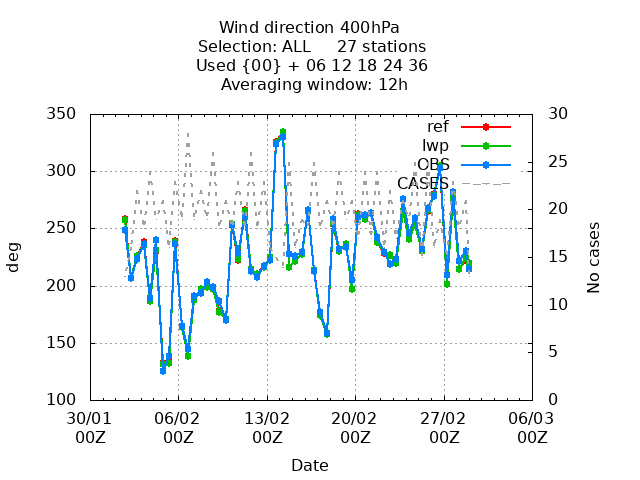 Wind direction 400hPa
Selection: ALL 27 stations
Used {00} + 06 12 18 24 36
Averaging window: 12h
350 30
ref
lwp
OBS
CASES
300 25
250 20
200 15
150 10
100 5
0
deg
No cases
30/01 06/02 13/02 20/02 27/02 06/03
00Z 00Z 00Z 00Z 00Z 00Z
Date